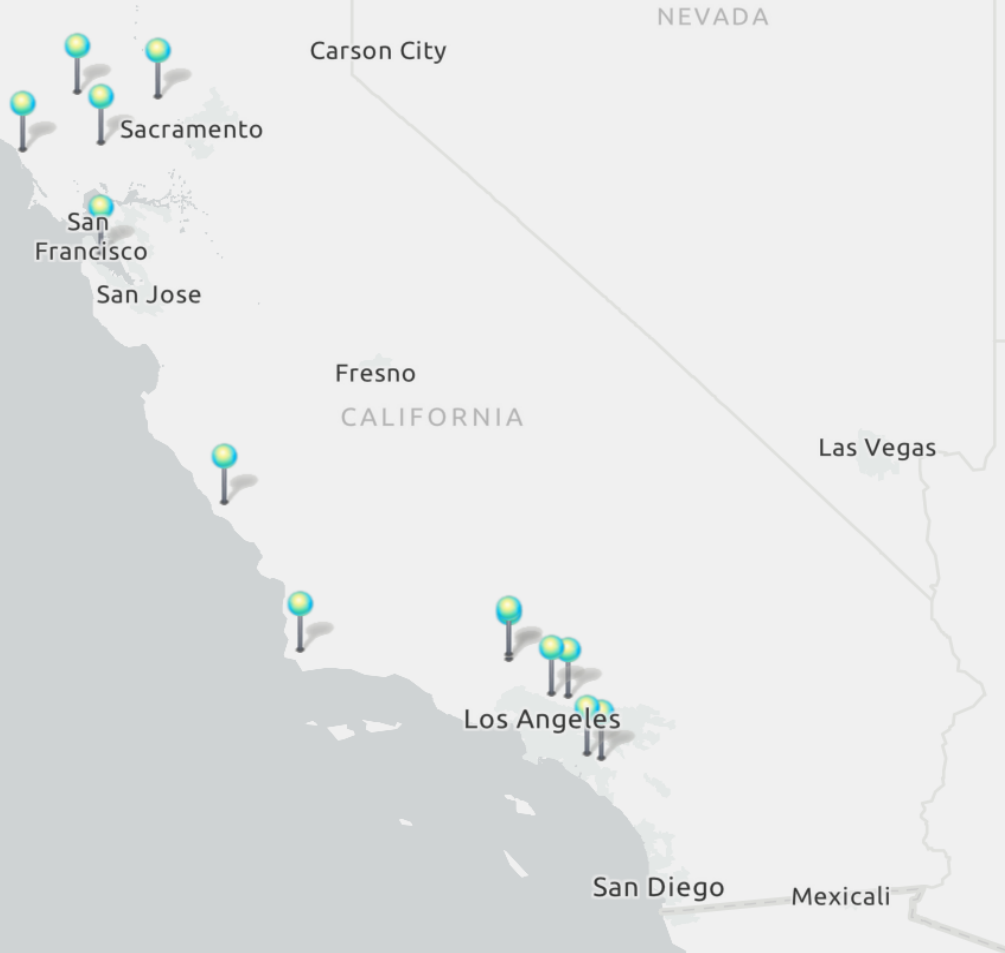 NEVADA
Carson City
Sacramento
San
Francisco
San Jose
Fresno
CALIFORNIA
Las Vegas
Los Angeles
San Diego
Mexicali